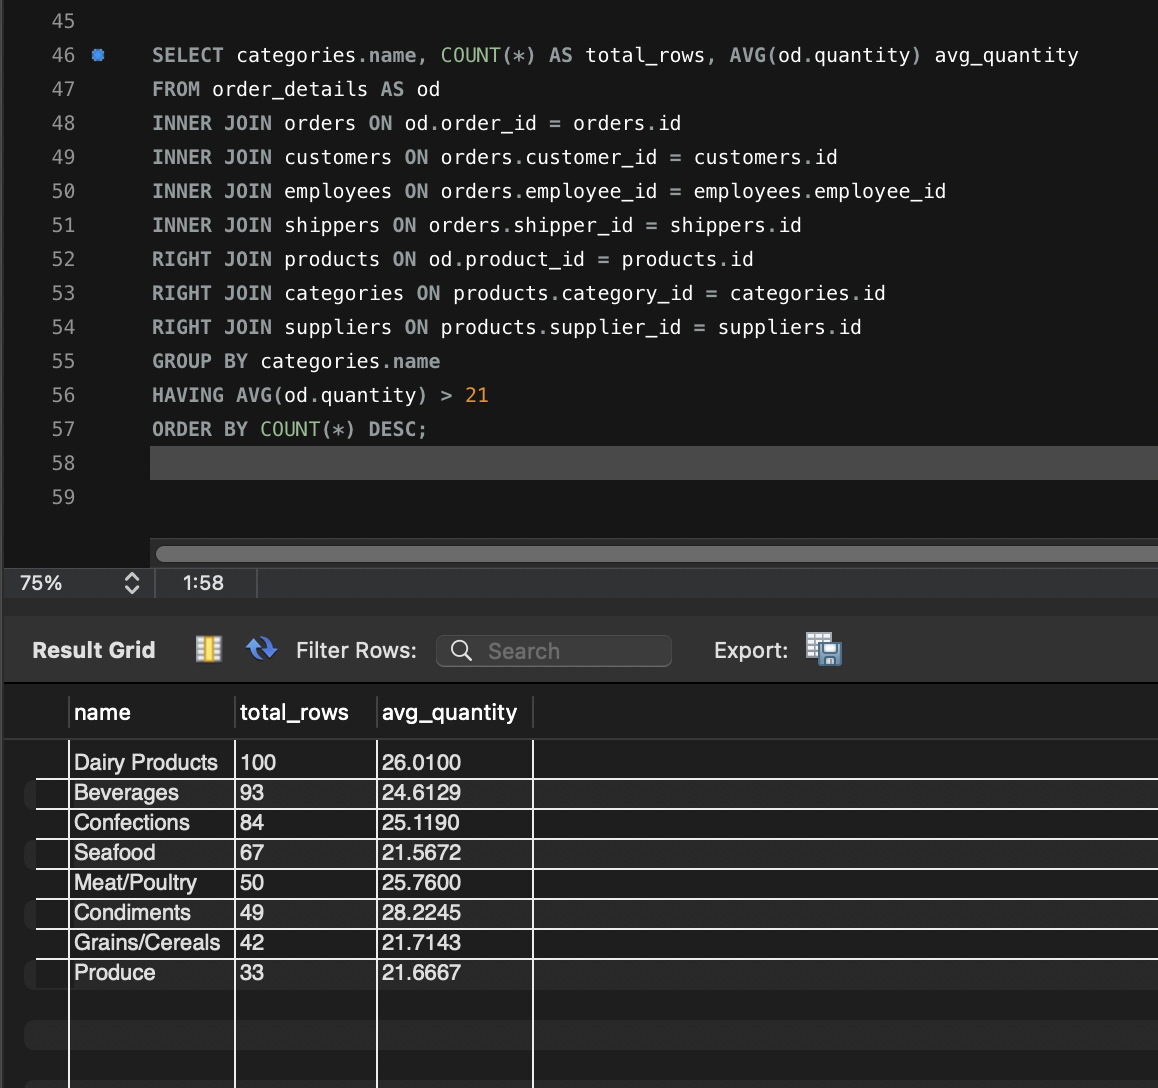 45
46 SELECT categories.name, COUNT(*) AS total_rows, AVG(od.quantity) avg_quantity
47 FROM order_details AS od
48 INNER JOIN orders ON od.order_id = orders.id
49 INNER JOIN customers ON orders.customer_id = customers.id
50 INNER JOIN employees ON orders.employee_id = employees.employee_id
51 INNER JOIN shippers ON orders.shipper_id = shippers.id
52 RIGHT JOIN products ON od.product_id = products.id
53 RIGHT JOIN categories ON products.category_id = categories.id
54 RIGHT JOIN suppliers ON products.supplier_id = suppliers.id
55 GROUP BY categories.name
56 HAVING AVG(od.quantity) > 21
57 ORDER BY COUNT(*) DESC;
58
59
75% 1:58
Result Grid Filter Rows: Search Export:
name total_rows avg_quantity
Dairy Products 100 26.0100
Beverages 93 24.6129
Confections 84 25.1190
Seafood 67 21.5672
Meat/Poultry 50 25.7600
Condiments 49 28.2245
Grains/Cereals 42 21.7143
Produce 33 21.6667